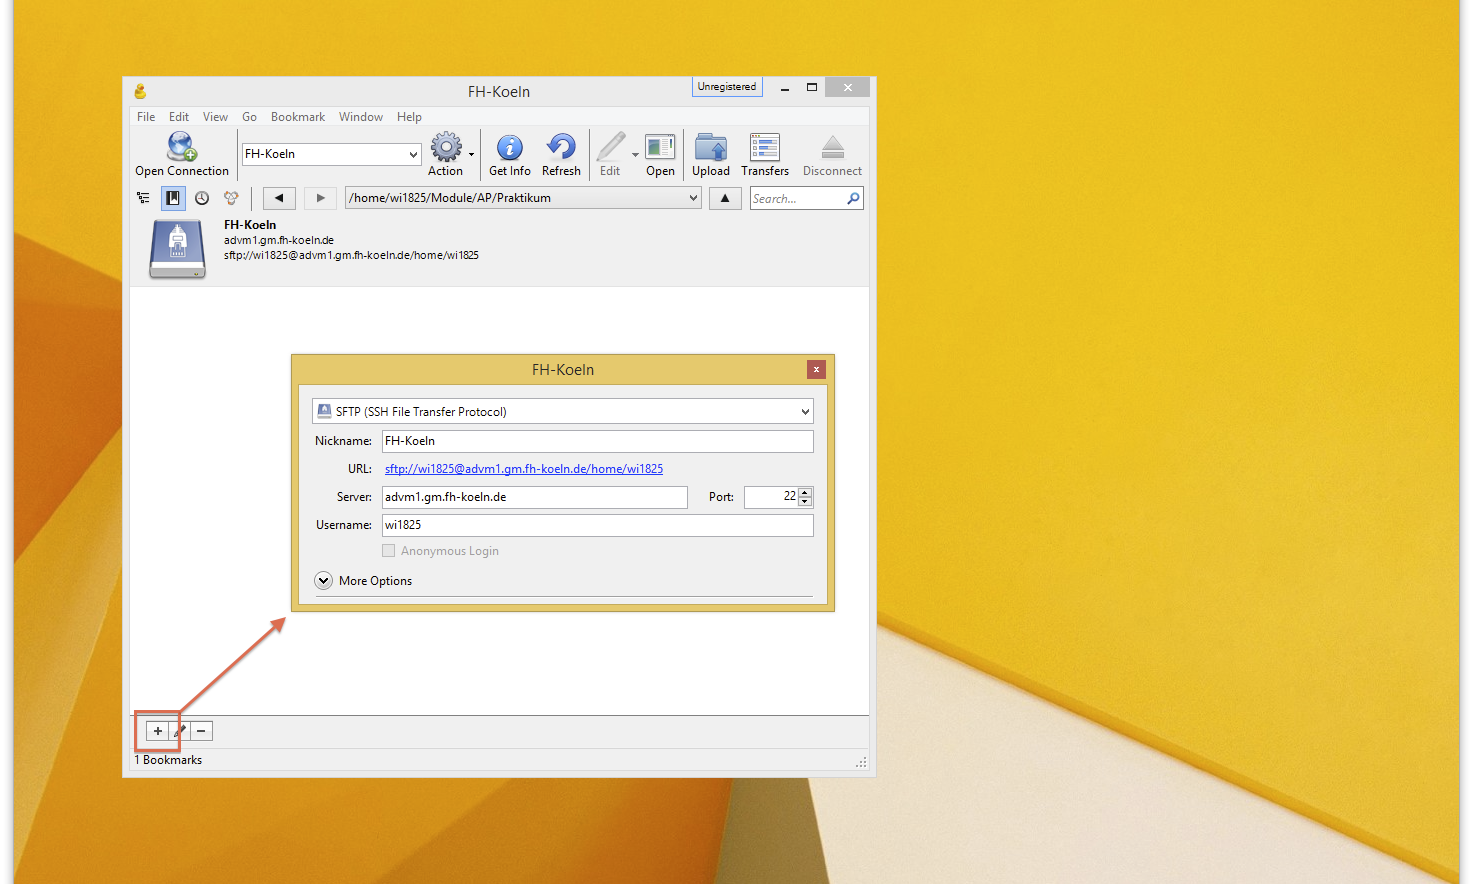 FH-Koeln
Unregistered
File Edit View Go Bookmark Window Help
Open Connection
FH-Koeln
Action
Get Info
Refresh
Edit
Open
Upload
Transfers
Disconnect
/home/wi1825/Module/AP/Praktikum
Search...
FH-Koeln
advm1.gm.fh-koeln.de
sftp://wi1825@advm1.gm.fh-koeln.de/home/wi1825
FH-Koeln
SFTP (SSH File Transfer Protocol)
Nickname: FH-Koeln
URL: sftp://wi1825@advm1.gm.fh-koeln.de/home/wi1825
Server: advm1.gm.fh-koeln.de Port: 22
Username: wi1825
Anonymous Login
More Options
1 Bookmarks